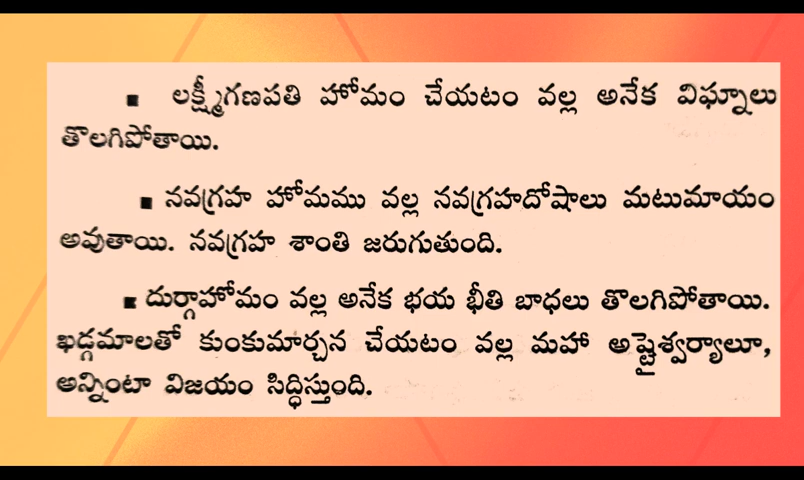 ▪ లక్ష్మీగణపతి హోమం చేయటం వల్ల అనేక విఘ్నాలు
తొలగిపోతాయి.
▪ నవగ్రహ హోమము వల్ల నవగ్రహదోషాలు మటుమాయం
అవుతాయి. నవగ్రహ శాంతి జరుగుతుంది.
▪ దుర్గాహోమం వల్ల అనేక భయ భీతి బాధలు తొలగిపోతాయి.
ఖడ్గమాలతో కుంకుమార్చన చేయటం వల్ల మహా అష్టైశ్వర్యాలూ,
అన్నింటా విజయం సిద్ధిస్తుంది.